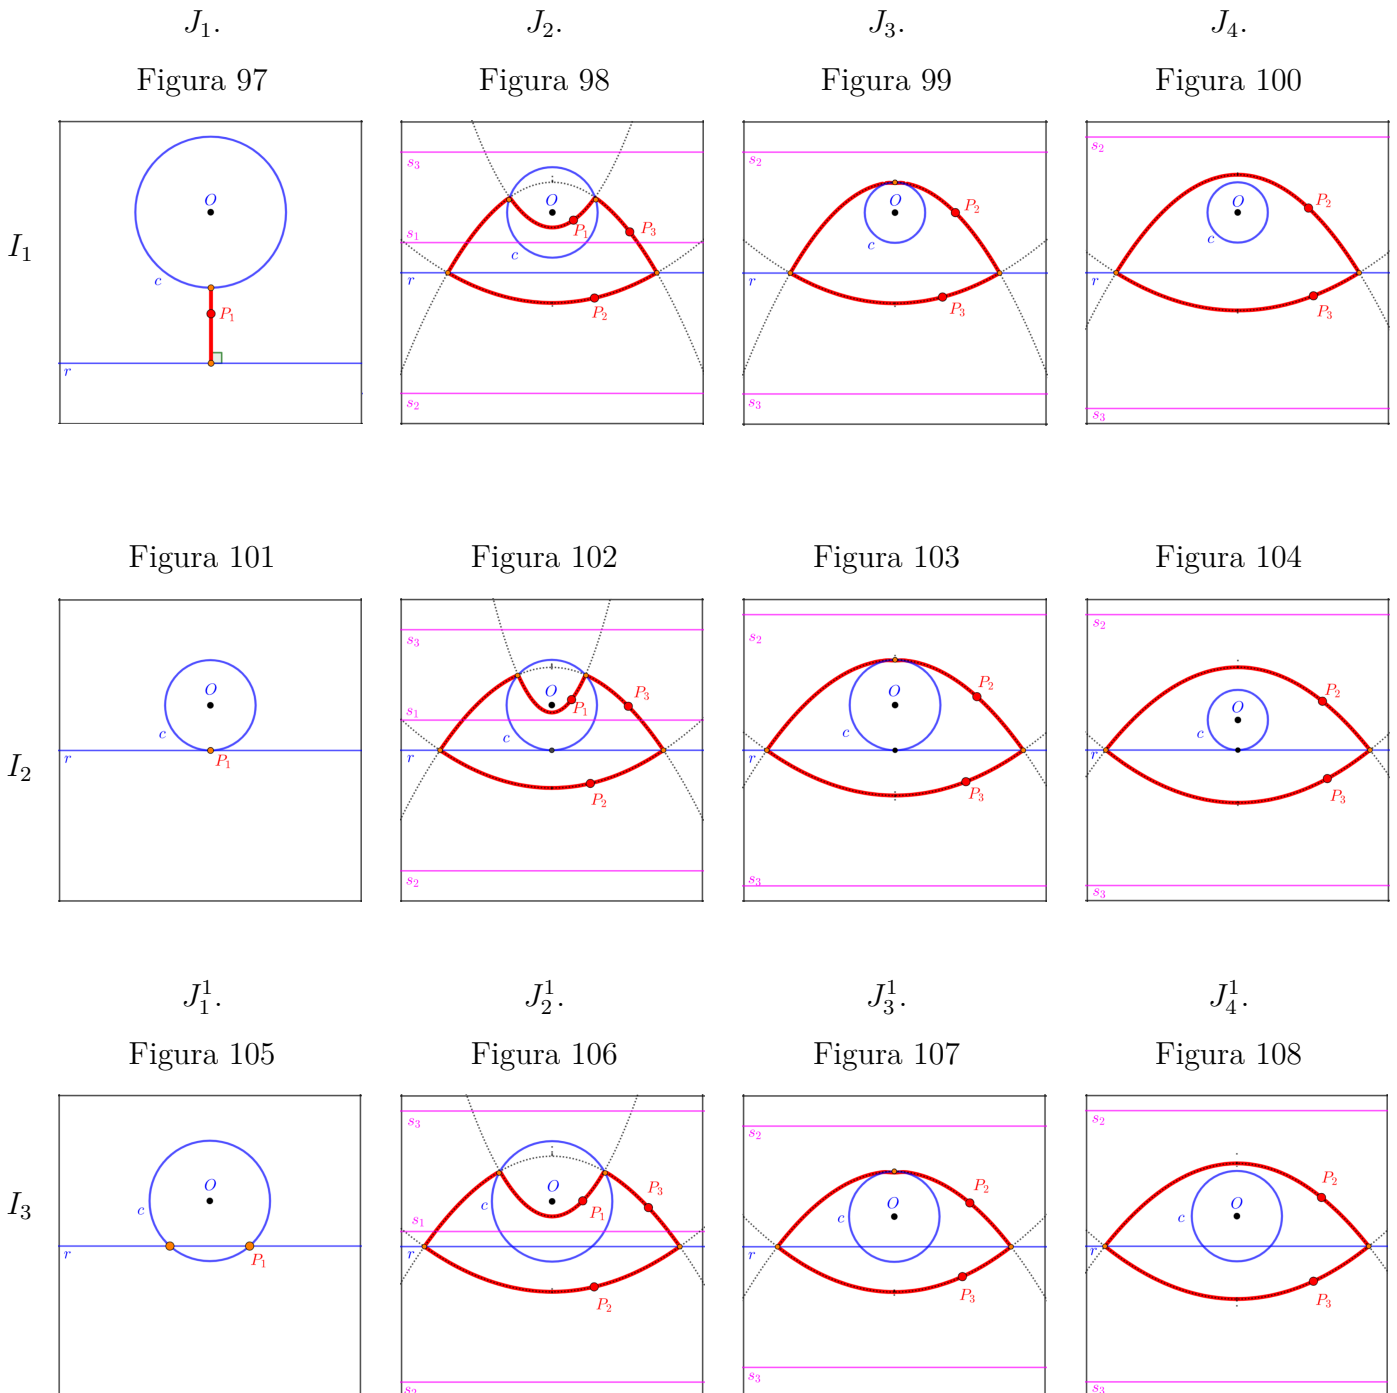 J₁. J₂. J₃. J₄.
Figura 97 Figura 98 Figura 99 Figura 100
I₁
O c P₁ r
s₃ O P₁ P₃ s₁ c r P₂ s₂
s₂ O P₂ c r P₃ s₃
s₂ O P₂ c r P₃ s₃
Figura 101 Figura 102 Figura 103 Figura 104
I₂
O c r P₁
s₃ O P₃ P₁ s₁ c r P₂ s₂
s₂ O P₂ c r P₃ s₃
s₂ P₂ O c r P₃ s₃
J₁¹. J₂¹. J₃¹. J₄¹.
Figura 105 Figura 106 Figura 107 Figura 108
I₃
O c r P₁
s₃ O P₃ c P₁ s₁ r P₂ s₂
s₂ P₂ O c r P₃ s₃
s₂ P₂ O c r P₃ s₃